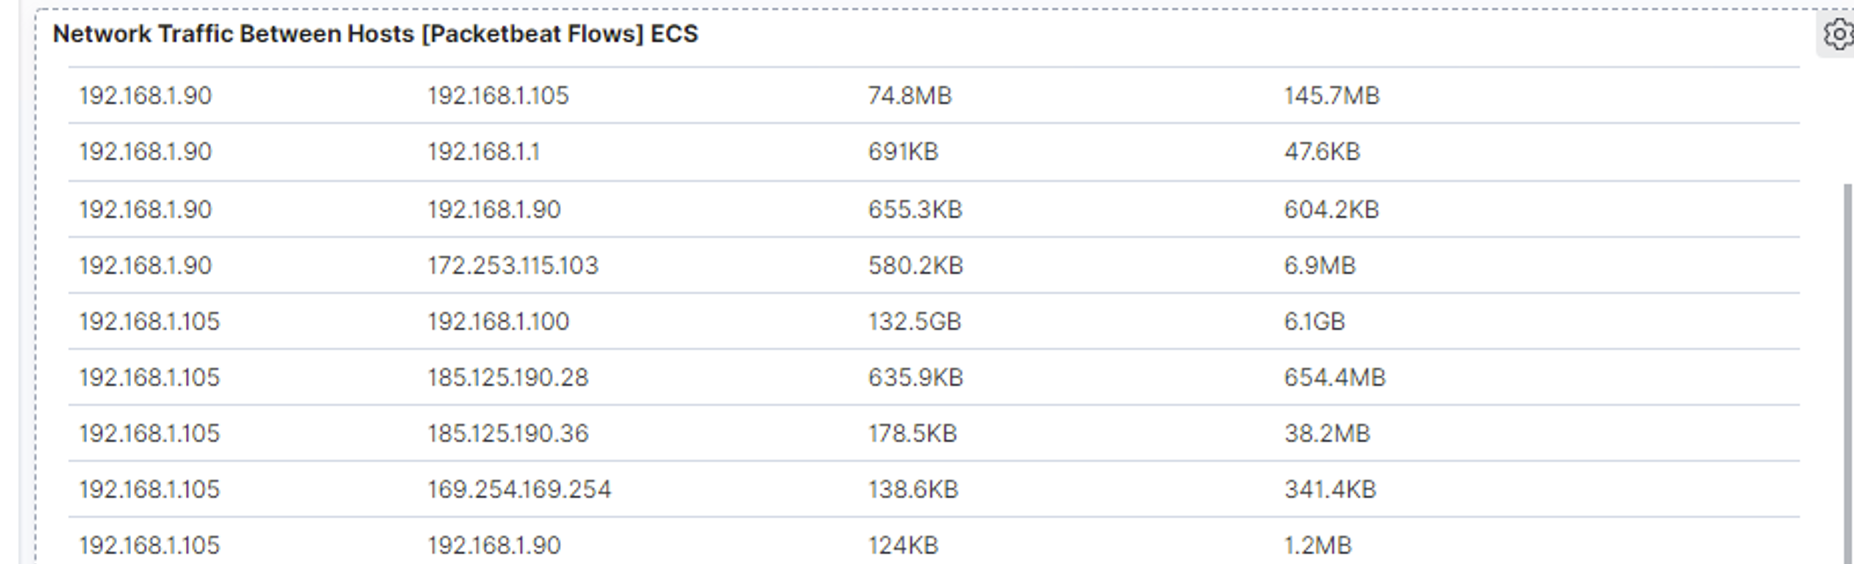 Network Traffic Between Hosts [Packetbeat Flows] ECS
192.168.1.90 192.168.1.105 74.8MB 145.7MB
192.168.1.90 192.168.1.1 691KB 47.6KB
192.168.1.90 192.168.1.90 655.3KB 604.2KB
192.168.1.90 172.253.115.103 580.2KB 6.9MB
192.168.1.105 192.168.1.100 132.5GB 6.1GB
192.168.1.105 185.125.190.28 635.9KB 654.4MB
192.168.1.105 185.125.190.36 178.5KB 38.2MB
192.168.1.105 169.254.169.254 138.6KB 341.4KB
192.168.1.105 192.168.1.90 124KB 1.2MB